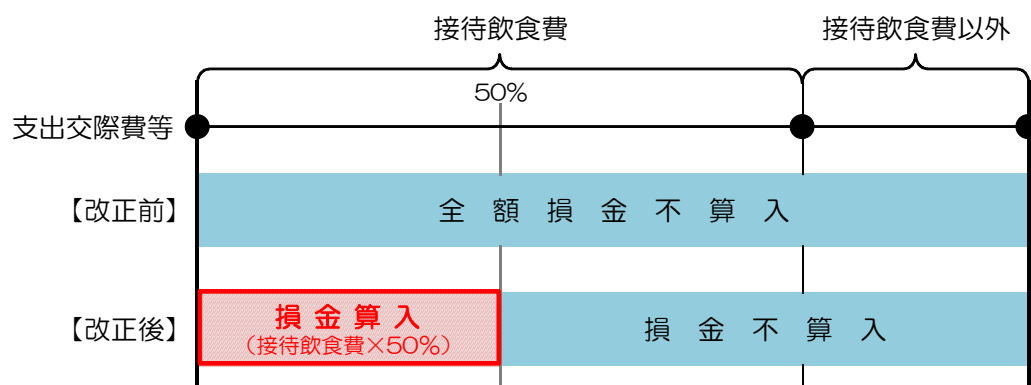 接待飲食費
接待飲食費以外
50%
支出交際費等
【改正前】
全額損金不算入
【改正後】
損金算入
(接待飲食費×50%)
損金不算入